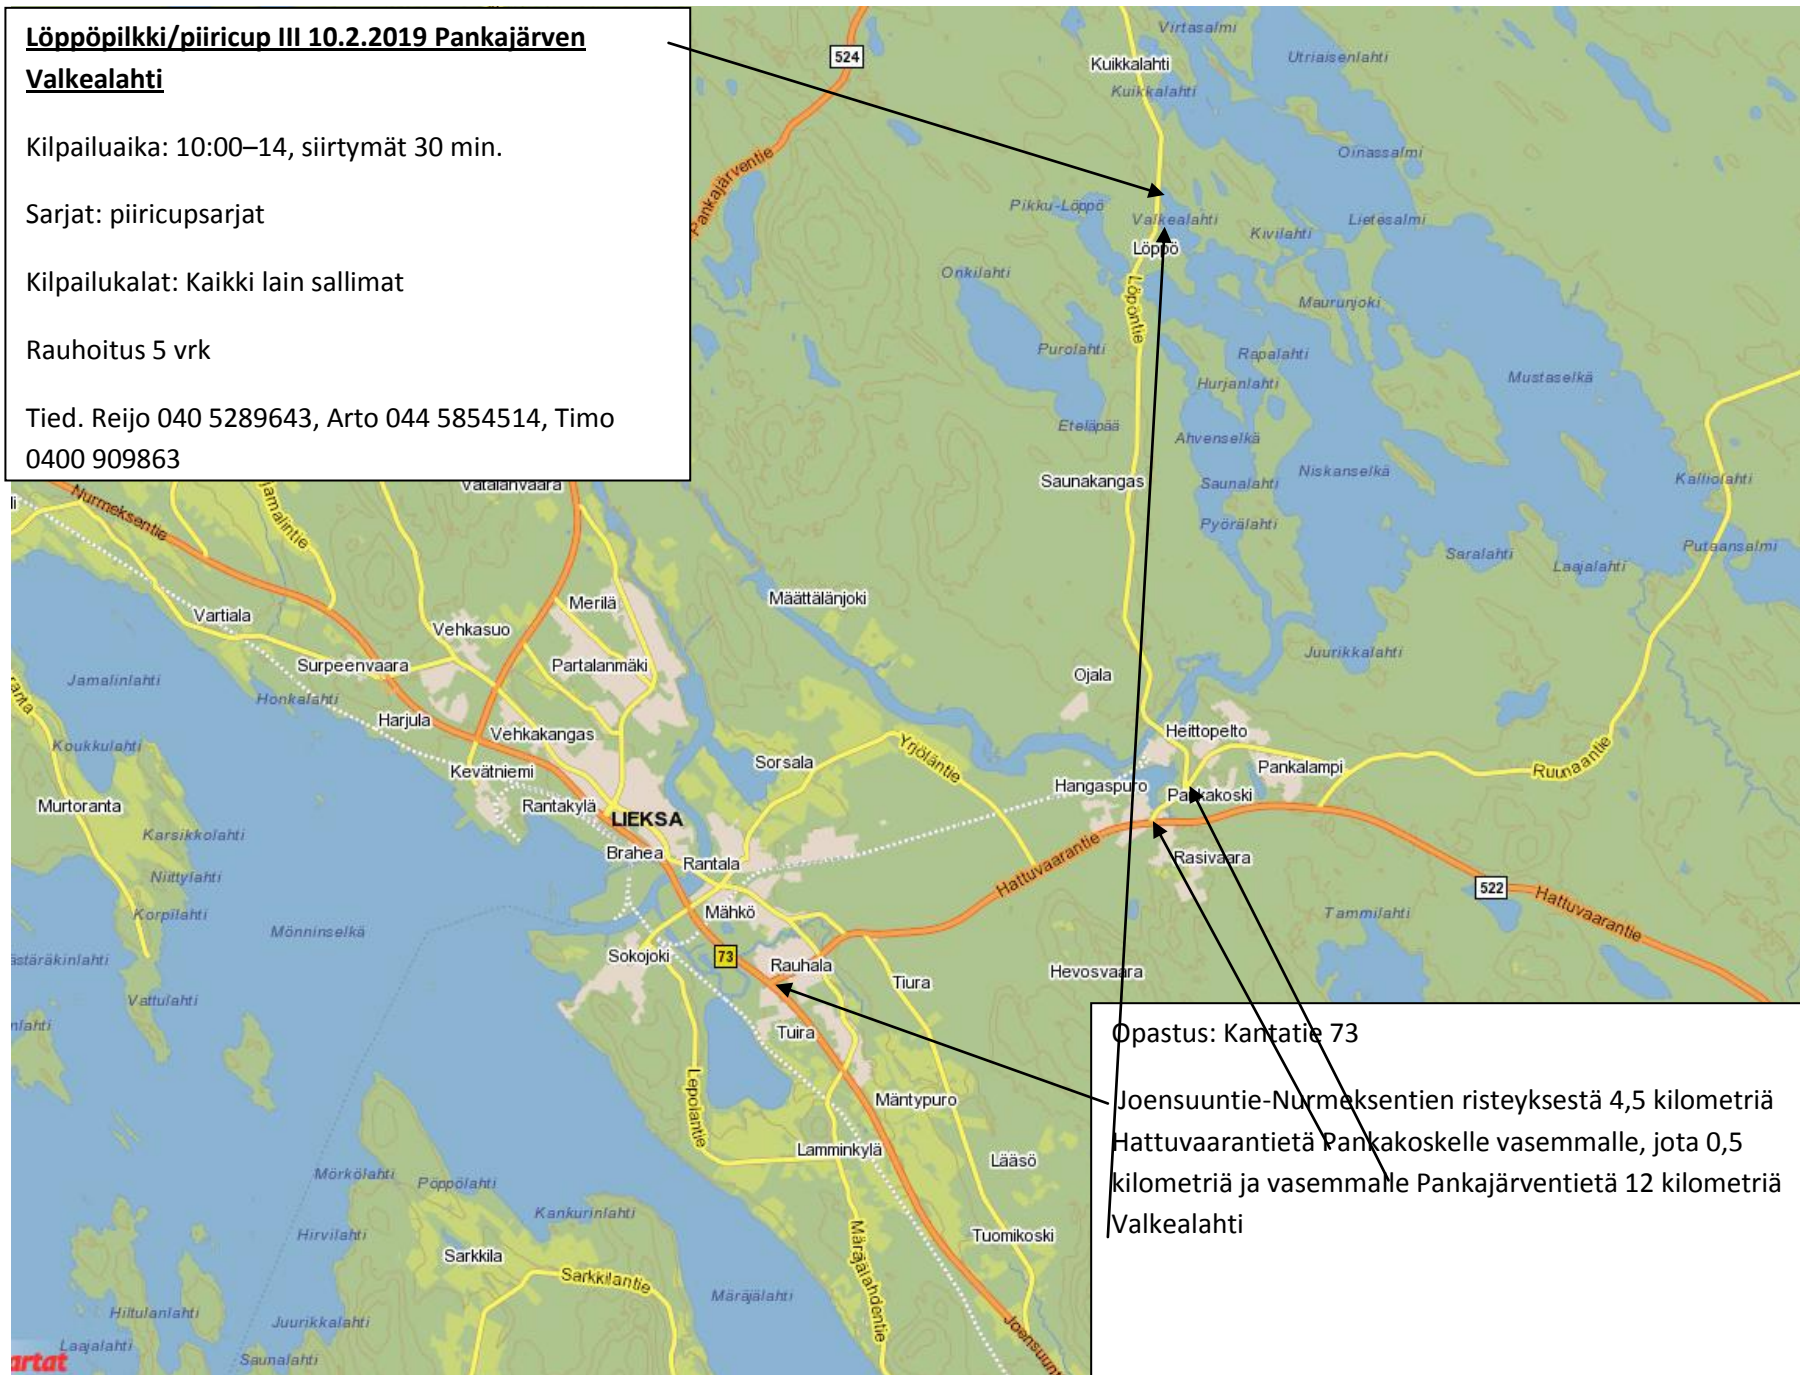 Löppöpilkki/piiricup III 10.2.2019 Pankajärven
Valkealahti
Kilpailuaika: 10:00–14, siirtymät 30 min.
Sarjat: piiricupsarjat
Kilpailukalat: Kaikki lain sallimat
Rauhoitus 5 vrk
Tied. Reijo 040 5289643, Arto 044 5854514, Timo
0400 909863
524
Pankajärventie
Virtasalmi
Kuikkalahti
Utriaisenlahti
Kuikkalahti
Oinassalmi
Pikku-Löppö
Valkealahti
Lietesalmi
Kivilahti
Löppö
Onkilahti
Löpöntie
Maurunjoki
Purolahti
Rapalahti
Hurjanlahti
Mustaselkä
Eteläpää
Ahvenselkä
Niskanselkä
Saunakangas
Saunalahti
Kalliolahti
Pyörälahti
Saralahti
Putaansalmi
Laajalahti
Vatalanvaara
Nurmeksentie
Jamalintie
Vartiala
Merilä
Määttälänjoki
Vehkasuo
Surpeenvaara
Partalanmäki
Juurikkalahti
Ojala
Jamalinlahti
Honkalahti
Harjula
Vehkakangas
Heittopelto
Koukkulahti
Kevätniemi
Sorsala
Yrjöläntie
Pankalampi
Ruunaantie
Hangaspuro
Pankakoski
Murtoranta
Rantakylä
LIEKSA
Karsikkolahti
Brahea
Rantala
Hattuvaarantie
Rasivaara
Niittylahti
522
Hattuvaarantie
Korpilahti
Mähkö
Tammilahti
Mönninselkä
Sokojoki
73
Rauhala
Hevosvaara
ästäräkinlahti
Tiura
Vattulahti
nlahti
Tuira
Lepolantie
Mäntypuro
Lamminkylä
Lääsö
Mörkölahti
Pöppölahti
Kankurinlahti
Hirvilahti
Märäjälahdentie
Tuomikoski
Sarkkila
Sarkkilantie
Märäjälahti
Hiltulanlahti
Juurikkalahti
Laajalahti
Saunalahti
Joensuunt
artat
Opastus: Kantatie 73
Joensuuntie-Nurmeksentien risteyksestä 4,5 kilometriä
Hattuvaarantietä Pankakoskelle vasemmalle, jota 0,5
kilometriä ja vasemmalle Pankajärventietä 12 kilometriä
Valkealahti